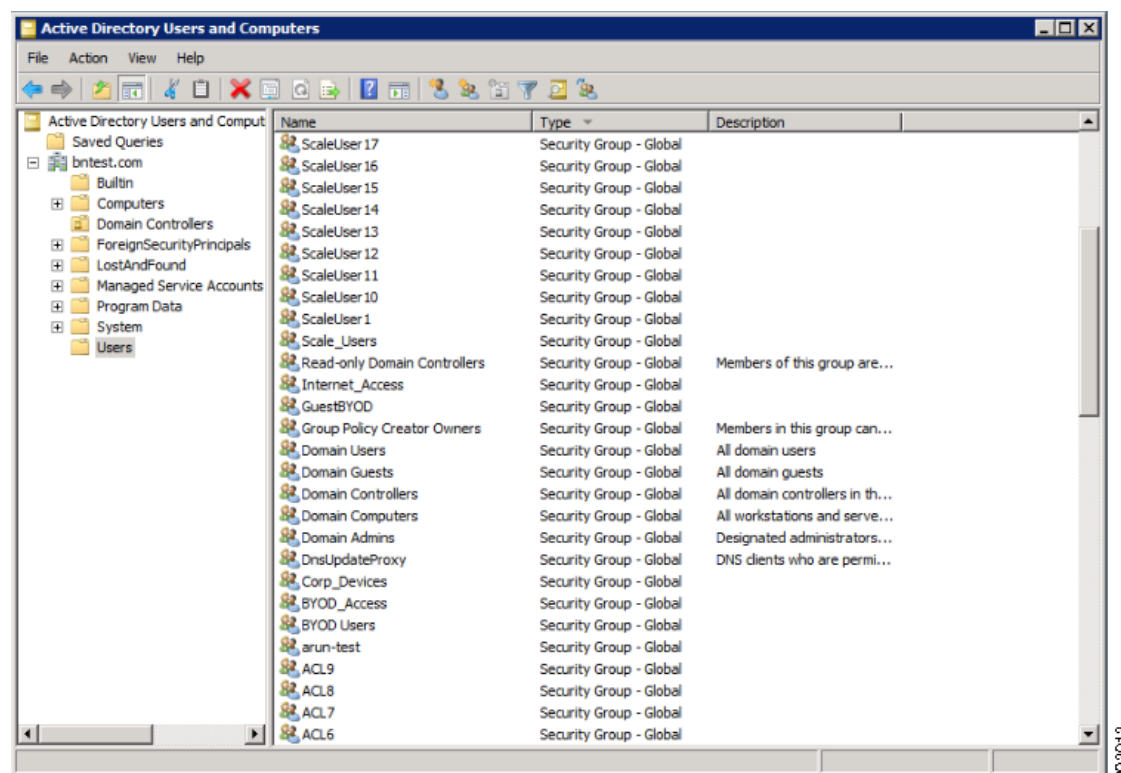 Active Directory Users and Computers
File Action View Help
Active Directory Users and Comput
Saved Queries
bntest.com
Builtin
Computers
Domain Controllers
ForeignSecurityPrincipals
LostAndFound
Managed Service Accounts
Program Data
System
Users
Name Type Description
ScaleUser17 Security Group - Global
ScaleUser16 Security Group - Global
ScaleUser15 Security Group - Global
ScaleUser14 Security Group - Global
ScaleUser13 Security Group - Global
ScaleUser12 Security Group - Global
ScaleUser11 Security Group - Global
ScaleUser10 Security Group - Global
ScaleUser1 Security Group - Global
Scale_Users Security Group - Global
Read-only Domain Controllers Security Group - Global Members of this group are...
Internet_Access Security Group - Global
GuestBYOD Security Group - Global
Group Policy Creator Owners Security Group - Global Members in this group can...
Domain Users Security Group - Global All domain users
Domain Guests Security Group - Global All domain guests
Domain Controllers Security Group - Global All domain controllers in th...
Domain Computers Security Group - Global All workstations and serve...
Domain Admins Security Group - Global Designated administrators...
DnsUpdateProxy Security Group - Global DNS clients who are permi...
Corp_Devices Security Group - Global
BYOD_Access Security Group - Global
BYOD Users Security Group - Global
arun-test Security Group - Global
ACL9 Security Group - Global
ACL8 Security Group - Global
ACL7 Security Group - Global
ACL6 Security Group - Global